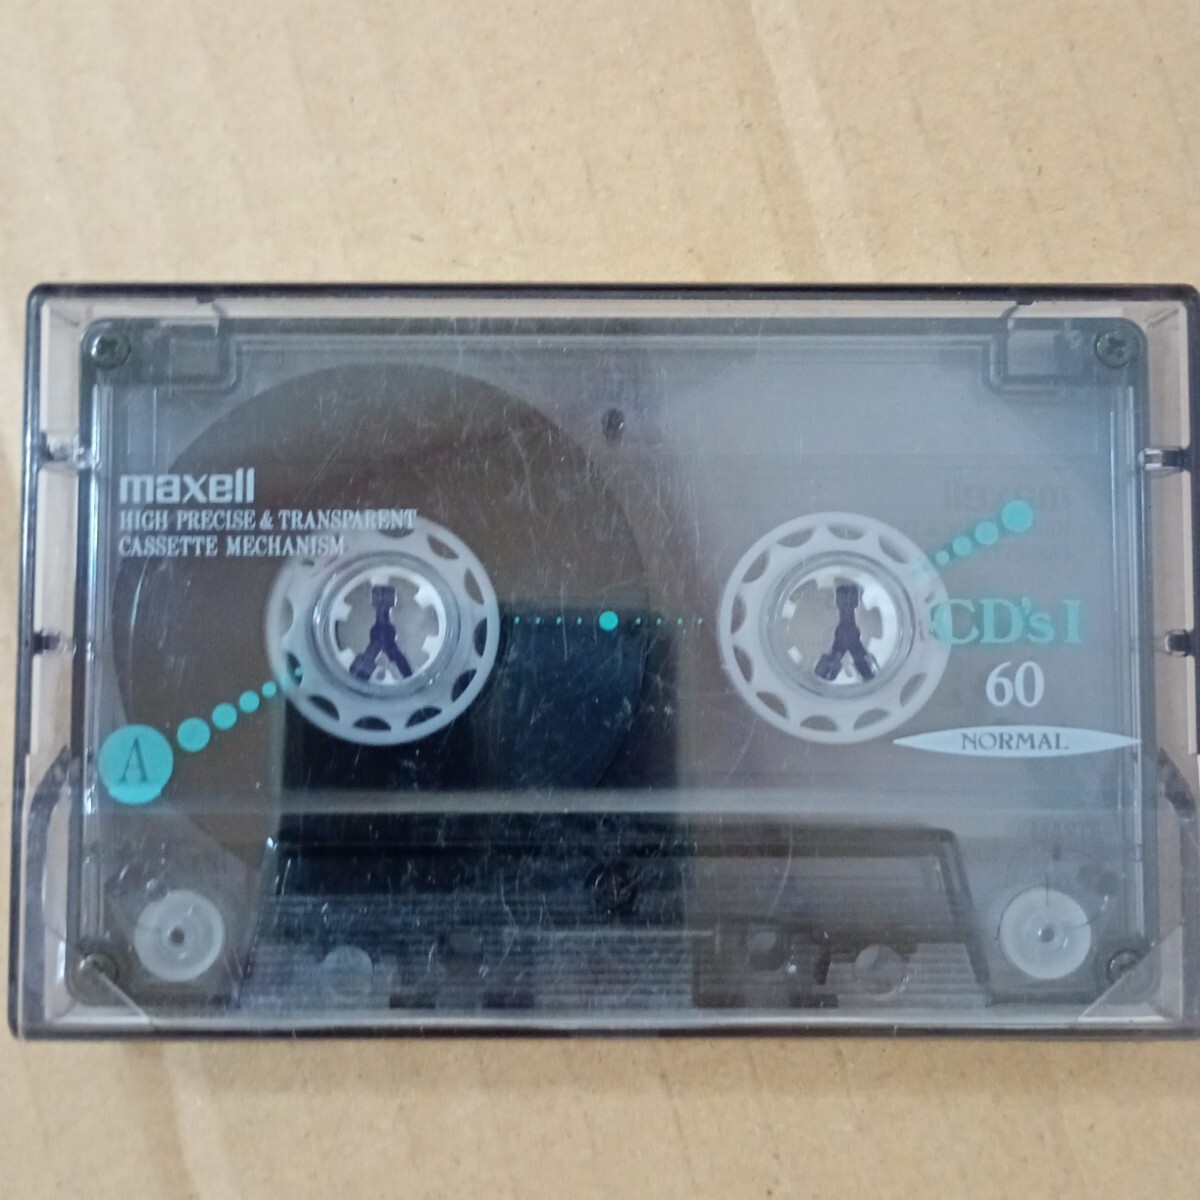 maxell
HIGH PRECISE & TRANSPARENT
CASSETTE MECHANISM
CD's I
60
NORMAL
A